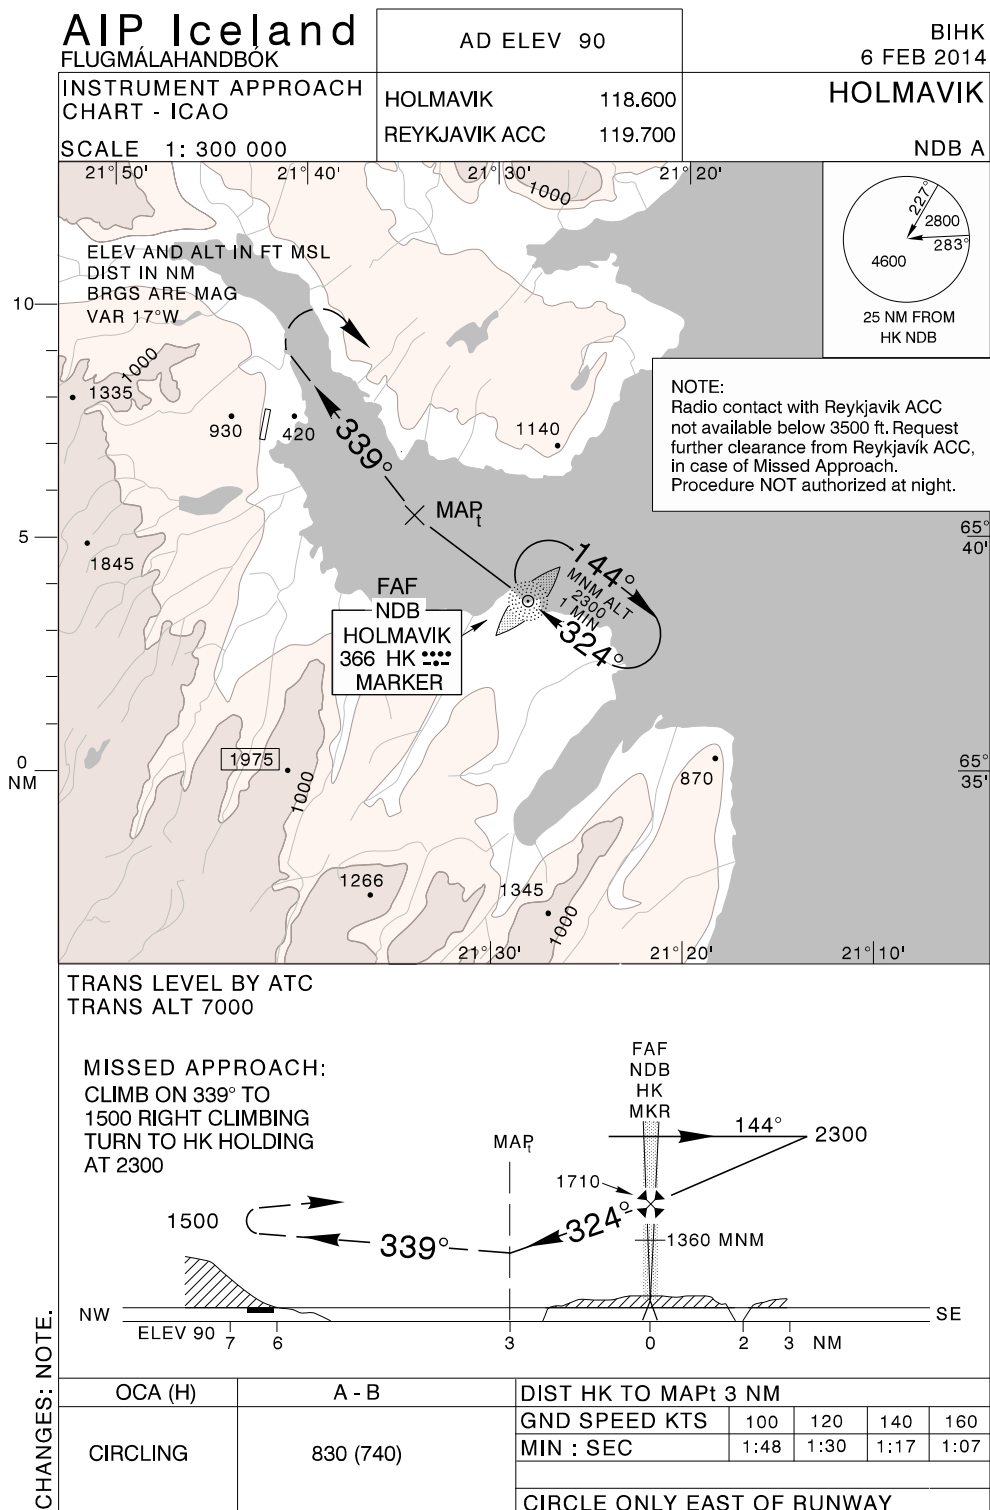 AIP Iceland
FLUGMÁLAHANDBÓK
AD ELEV 90
BIHK
6 FEB 2014
INSTRUMENT APPROACH
CHART - ICAO
SCALE 1: 300 000
HOLMAVIK 118.600
REYKJAVIK ACC 119.700
HOLMAVIK
NDB A
21°50'
21°40'
21°30'
21°20'
1000
227°
2800
283°
4600
25 NM FROM
HK NDB
ELEV AND ALT IN FT MSL
DIST IN NM
BRGS ARE MAG
VAR 17°W
10
1000
1335
930
420
339°
1140
NOTE:
Radio contact with Reykjavik ACC
not available below 3500 ft. Request
further clearance from Reykjavík ACC,
in case of Missed Approach.
Procedure NOT authorized at night.
MAPt
5
65°
40'
1845
144°
MNM ALT
2300
1 MIN
324°
FAF
NDB
HOLMAVIK
366 HK
MARKER
0
NM
1975
1000
870
65°
35'
1266
1345
1000
21°30'
21°20'
21°10'
TRANS LEVEL BY ATC
TRANS ALT 7000
MISSED APPROACH:
CLIMB ON 339° TO
1500 RIGHT CLIMBING
TURN TO HK HOLDING
AT 2300
FAF
NDB
HK
MKR
144°
2300
MAPt
1710
1500
339°
324°
1360 MNM
NW
SE
ELEV 90
7
6
3
0
2
3
NM
CHANGES: NOTE.
OCA (H) A - B
CIRCLING 830 (740)
DIST HK TO MAPt 3 NM
GND SPEED KTS 100 120 140 160
MIN : SEC 1:48 1:30 1:17 1:07
CIRCLE ONLY EAST OF RUNWAY